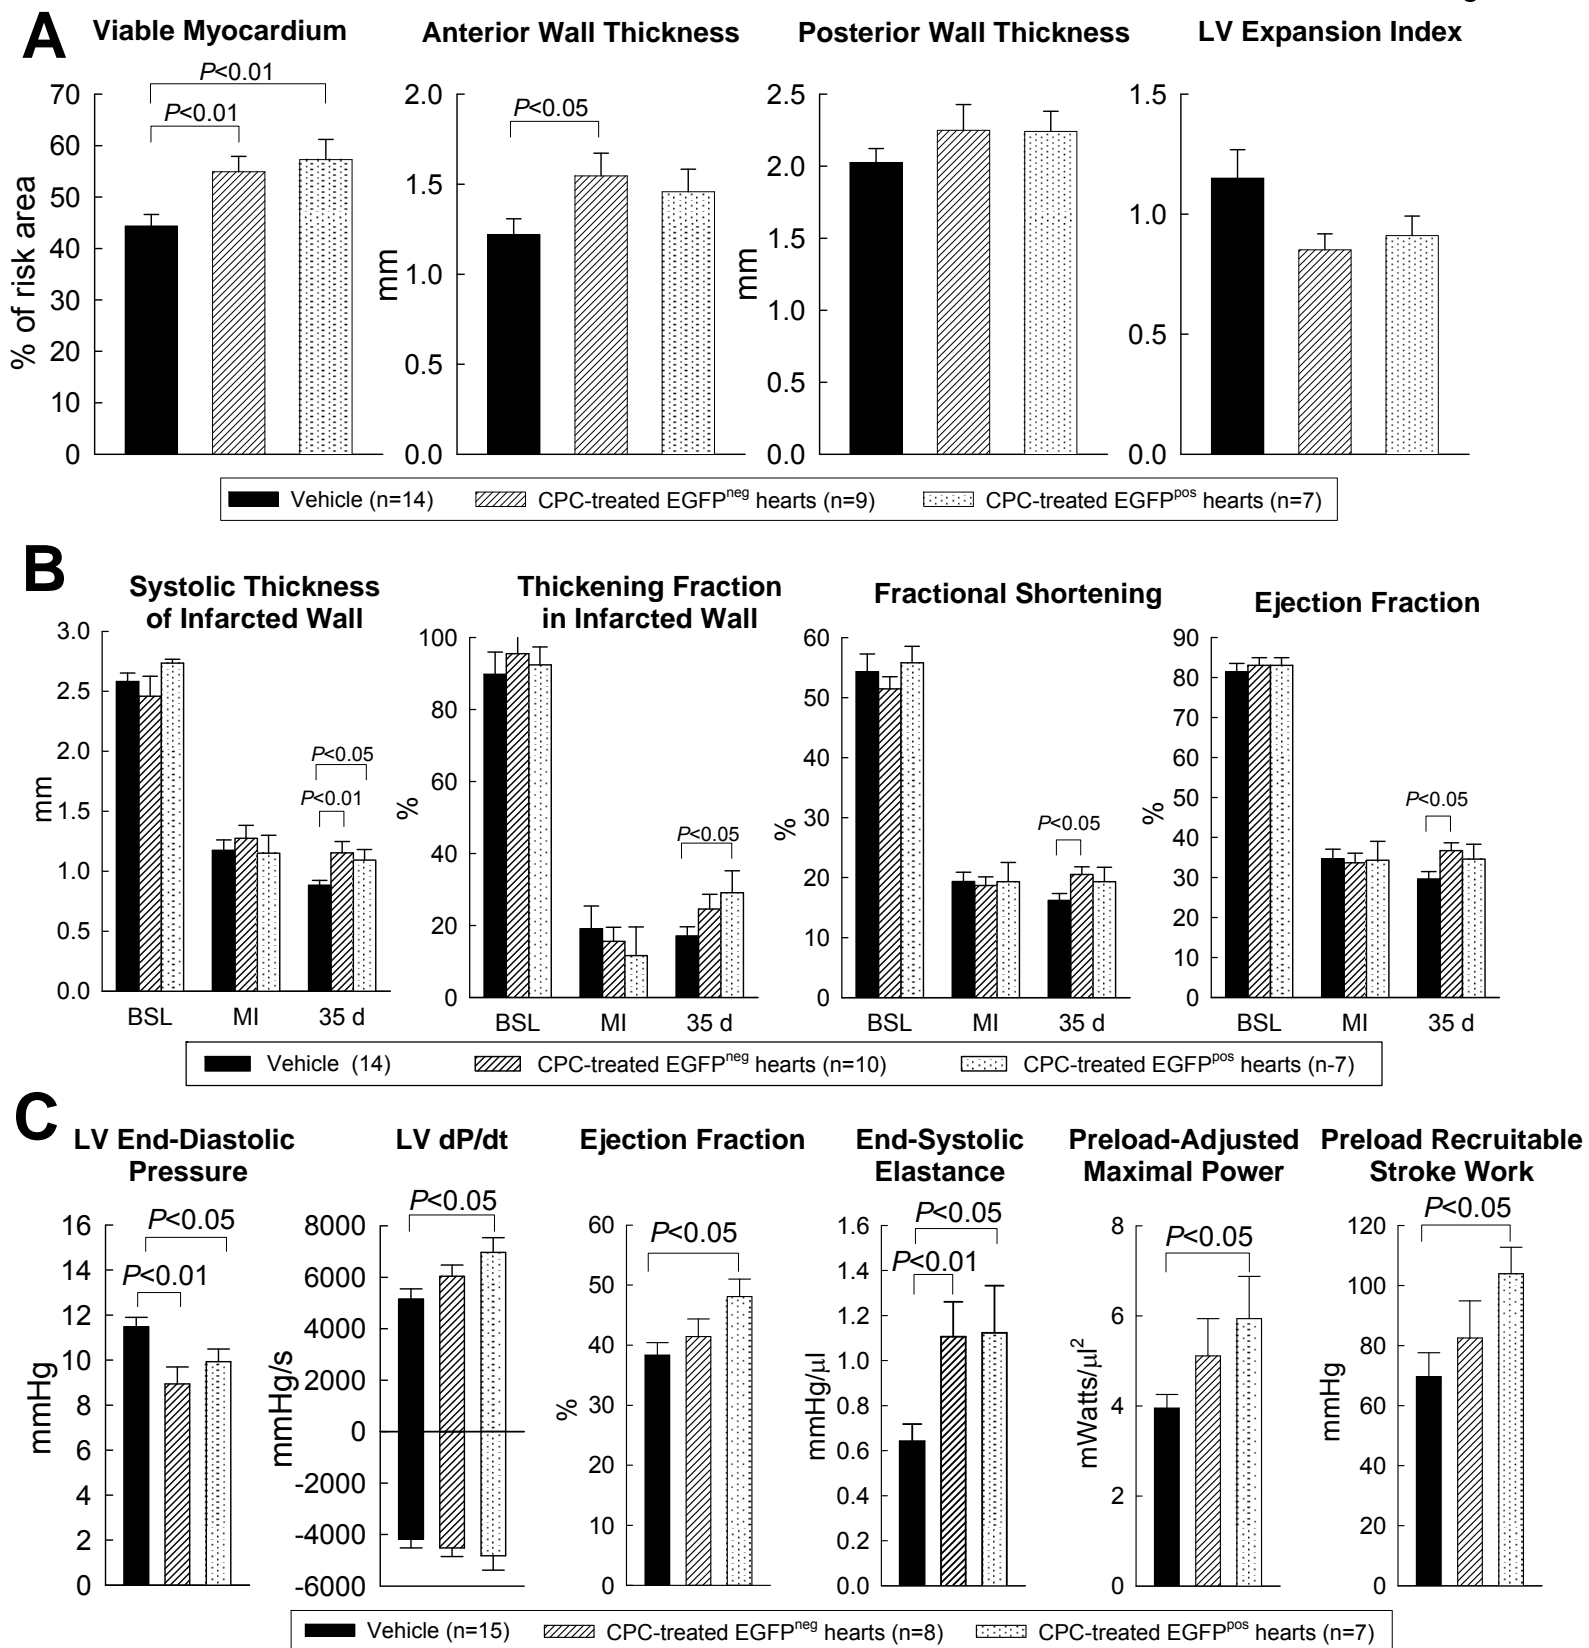 g
A
Viable Myocardium
Anterior Wall Thickness
Posterior Wall Thickness
LV Expansion Index
P<0.01
P<0.01
% of risk area
70
60
50
40
30
20
10
0
P<0.05
mm
2.0
1.5
1.0
0.5
0.0
mm
2.5
2.0
1.5
1.0
0.5
0.0
1.5
1.0
0.5
0.0
Vehicle (n=14) CPC-treated EGFPneg hearts (n=9) CPC-treated EGFPpos hearts (n=7)
B
Systolic Thickness
of Infarcted Wall
Thickening Fraction
in Infarcted Wall
Fractional Shortening
Ejection Fraction
mm
3.0
2.5
2.0
1.5
1.0
0.5
0.0
P<0.05
P<0.01
BSL MI 35 d
%
100
80
60
40
20
0
P<0.05
BSL MI 35 d
%
60
50
40
30
20
10
0
P<0.05
BSL MI 35 d
%
90
80
70
60
50
40
30
20
10
0
P<0.05
BSL MI 35 d
Vehicle (14) CPC-treated EGFPneg hearts (n=10) CPC-treated EGFPpos hearts (n-7)
C
LV End-Diastolic
Pressure
LV dP/dt
Ejection Fraction
End-Systolic
Elastance
Preload-Adjusted
Maximal Power
Preload Recruitable
Stroke Work
mmHg
16
14
12
10
8
6
4
2
0
P<0.05
P<0.01
mmHg/s
8000
6000
4000
2000
0
-2000
-4000
-6000
P<0.05
%
60
50
40
30
20
10
0
P<0.05
mmHg/µl
1.6
1.4
1.2
1.0
0.8
0.6
0.4
0.2
0.0
P<0.05
P<0.01
mWatts/µl2
8
6
4
2
0
P<0.05
mmHg
120
100
80
60
40
20
0
P<0.05
Vehicle (n=15) CPC-treated EGFPneg hearts (n=8) CPC-treated EGFPpos hearts (n=7)